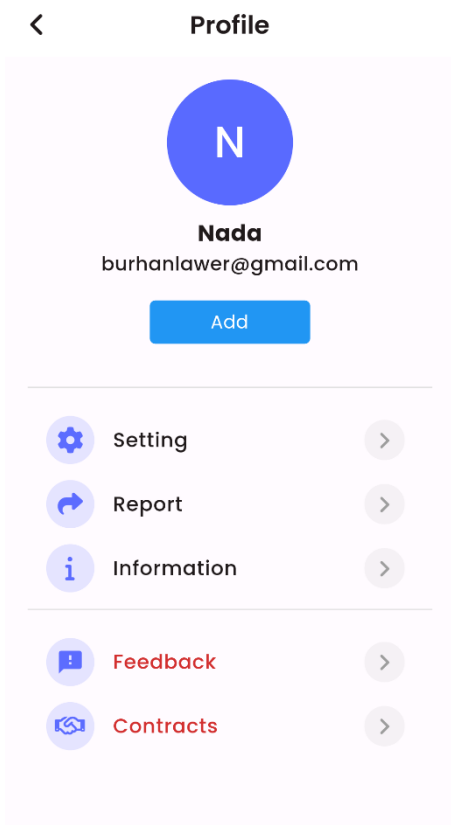 Profile
N
Nada
burhanlawer@gmail.com
Add
Setting
Report
Information
Feedback
Contracts